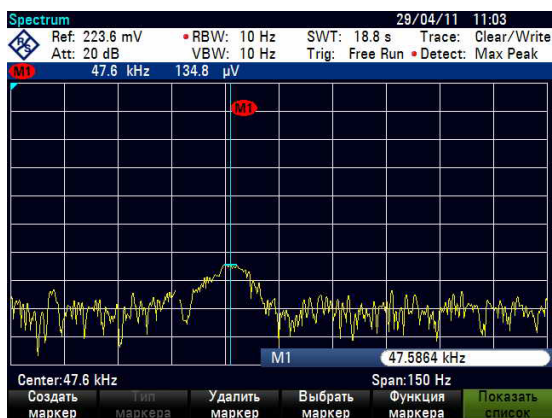 Spectrum 29/04/11 11:03
Ref: 223.6 mV RBW: 10 Hz SWT: 18.8 s Trace: Clear/Write
Att: 20 dB VBW: 10 Hz Trig: Free Run Detect: Max Peak
M1 47.6 kHz 134.8 µV
M1
M1 47.5864 kHz
Center:47.6 kHz Span:150 Hz
Создать Тип Удалить Выбрать Функция Показать
маркер маркера маркер маркер маркера список